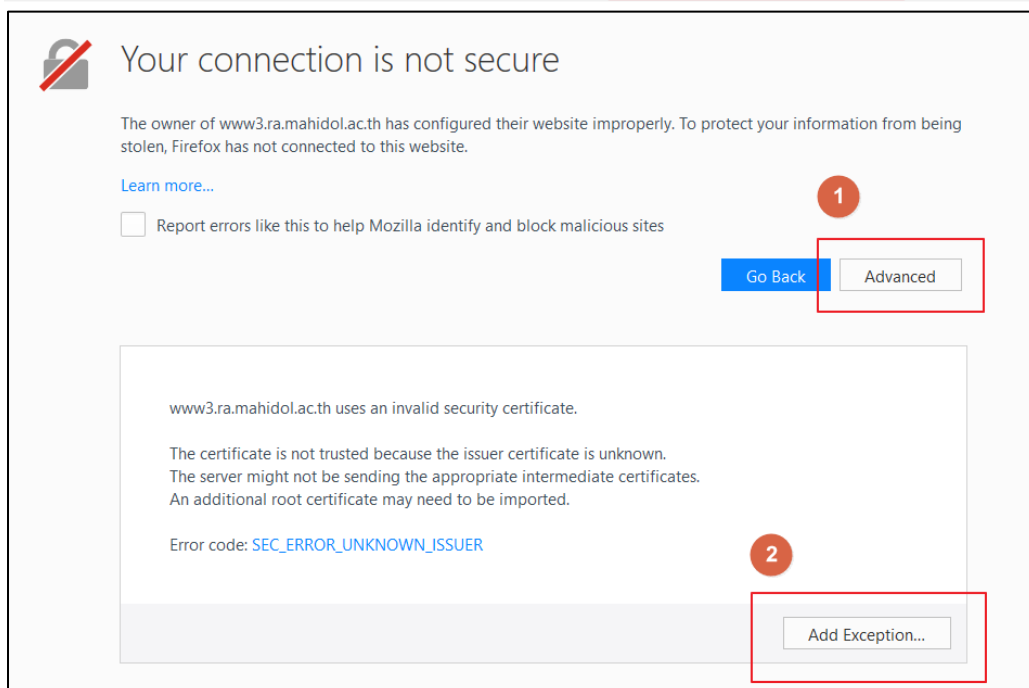 Your connection is not secure
The owner of www3.ra.mahidol.ac.th has configured their website improperly. To protect your information from being
stolen, Firefox has not connected to this website.
Learn more...
1
Report errors like this to help Mozilla identify and block malicious sites
Go Back Advanced
www3.ra.mahidol.ac.th uses an invalid security certificate.
The certificate is not trusted because the issuer certificate is unknown.
The server might not be sending the appropriate intermediate certificates.
An additional root certificate may need to be imported.
Error code: SEC_ERROR_UNKNOWN_ISSUER
2
Add Exception...